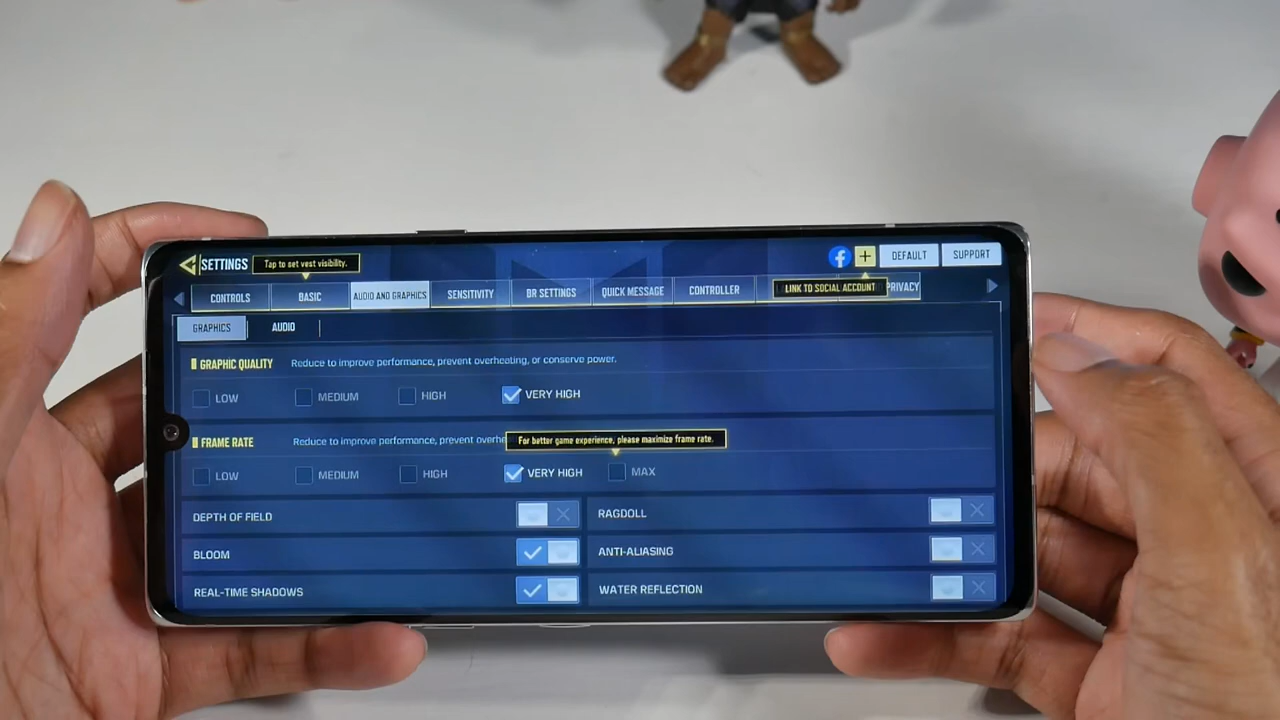 SETTINGS
Tap to set vest visibility.
DEFAULT
SUPPORT
CONTROLS
BASIC
AUDIO AND GRAPHICS
SENSITIVITY
BR SETTINGS
QUICK MESSAGE
CONTROLLER
LINK TO SOCIAL ACCOUNT
PRIVACY
GRAPHICS
AUDIO
GRAPHIC QUALITY
Reduce to improve performance, prevent overheating, or conserve power.
LOW
MEDIUM
HIGH
VERY HIGH
FRAME RATE
Reduce to improve performance, prevent
For better game experience, please maximize frame rate.
LOW
MEDIUM
HIGH
VERY HIGH
MAX
DEPTH OF FIELD
RAGDOLL
BLOOM
ANTI-ALIASING
REAL-TIME SHADOWS
WATER REFLECTION